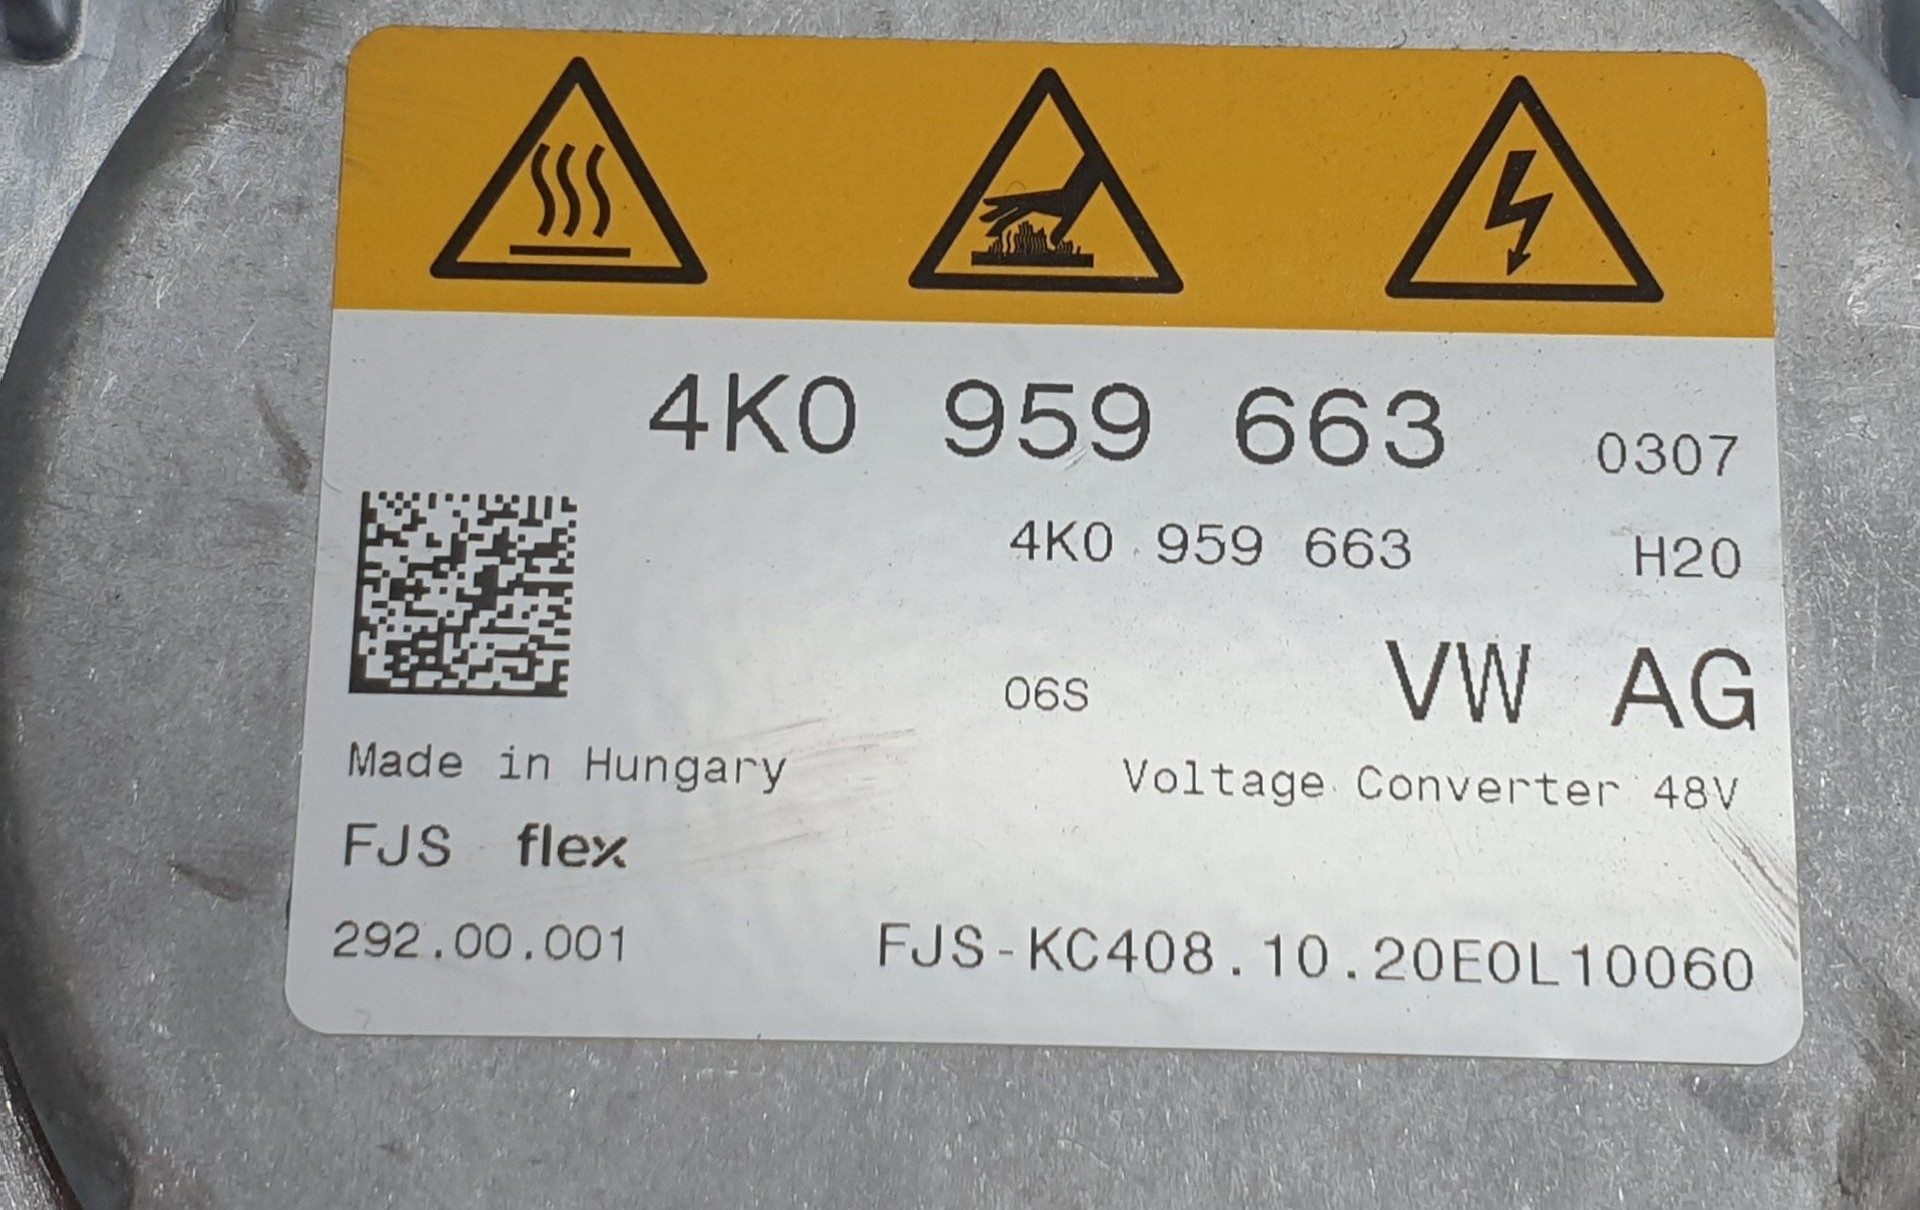 4K0 959 663 0307
4K0 959 663 H20
06S VW AG
Made in Hungary Voltage Converter 48V
FJS flex
292.00.001 FJS-KC408.10.20E0L10060